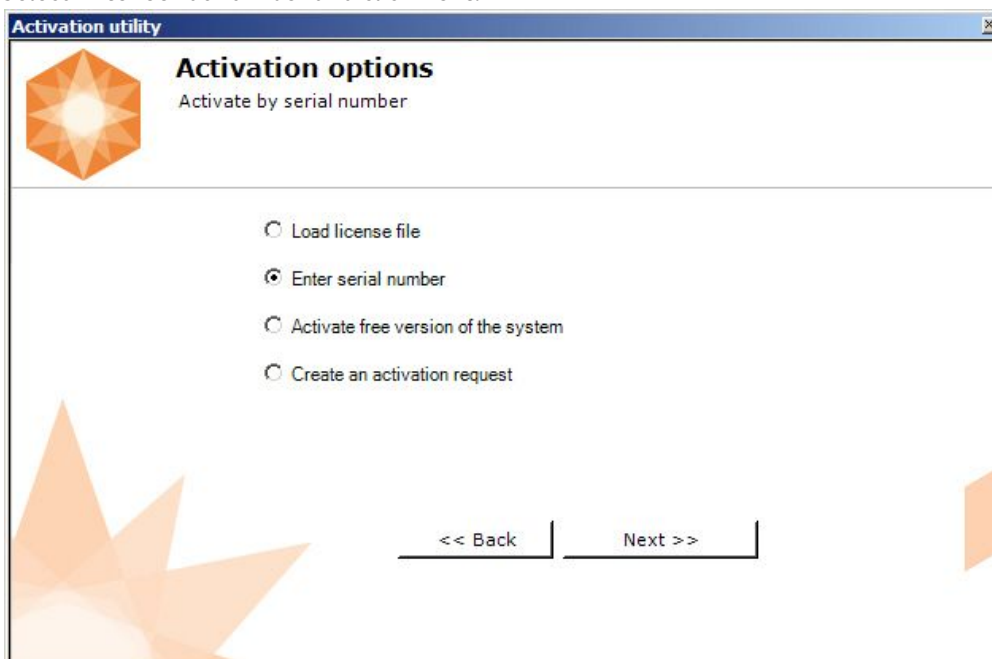 Activation utility
Activation options
Activate by serial number
Load license file
Enter serial number
Activate free version of the system
Create an activation request
<< Back
Next >>